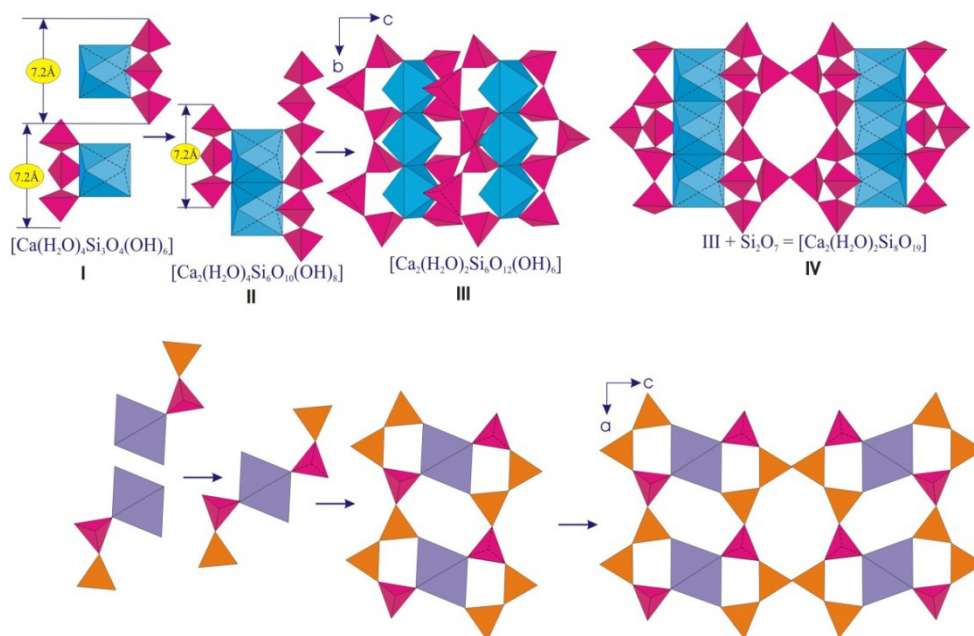 7.2Å
7.2Å
[Ca(H₂O)₄Si₃O₄(OH)₆]
I
7.2Å
[Ca₂(H₂O)₄Si₆O₁₀(OH)₈]
II
c
b
[Ca₂(H₂O)₂Si₆O₁₂(OH)₆]
III
III + Si₂O₇ = [Ca₂(H₂O)₂Si₈O₁₉]
IV
c
a